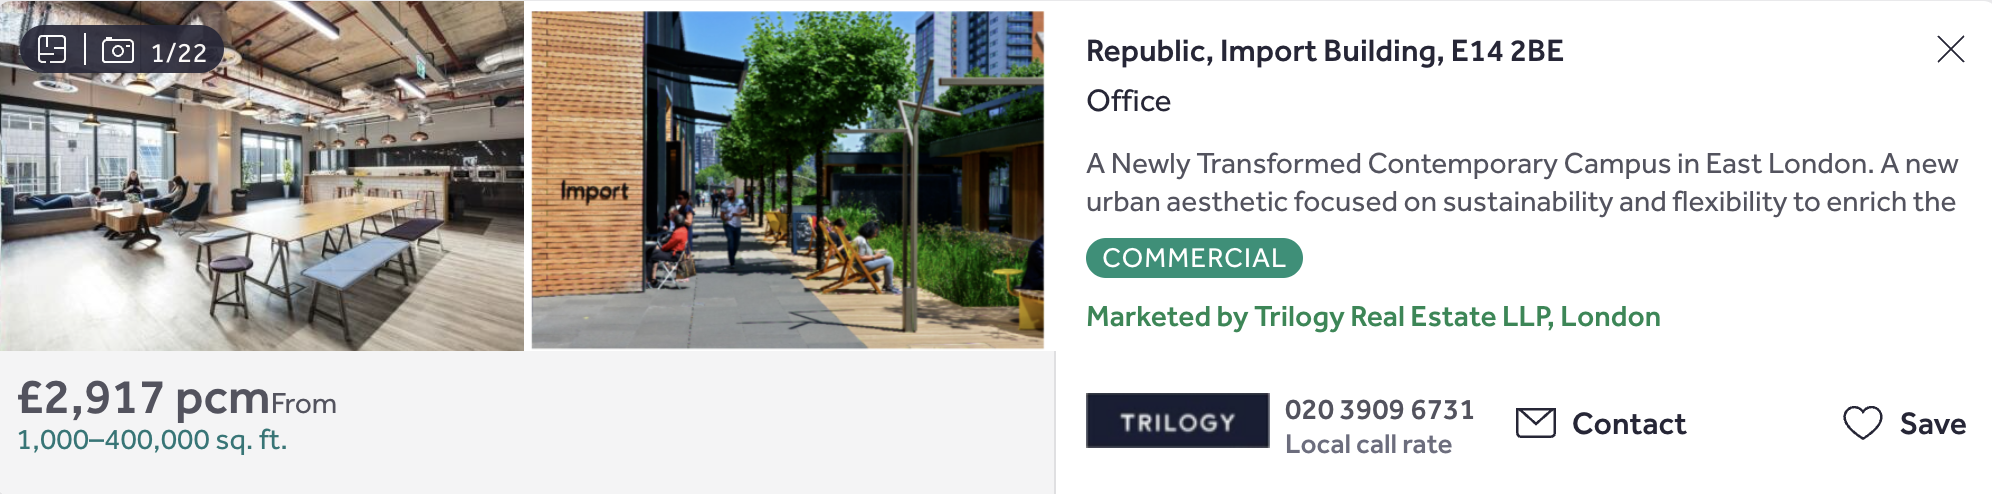 1/22
Import
£2,917 pcm From
1,000–400,000 sq. ft.
Republic, Import Building, E14 2BE
Office
A Newly Transformed Contemporary Campus in East London. A new
urban aesthetic focused on sustainability and flexibility to enrich the
COMMERCIAL
Marketed by Trilogy Real Estate LLP, London
TRILOGY
020 3909 6731
Local call rate
Contact
Save